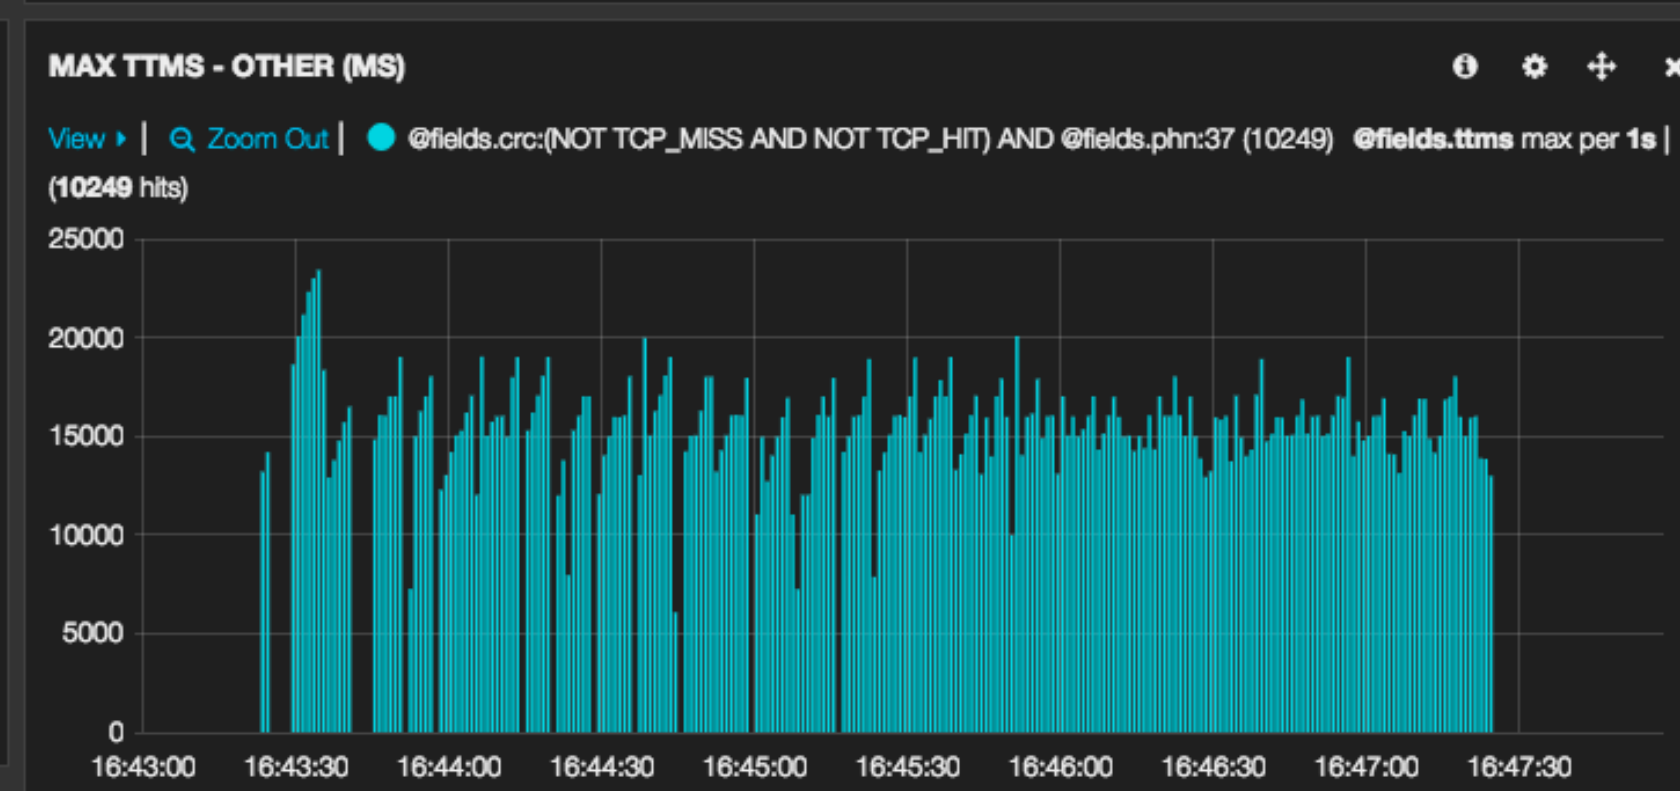 MAX TTMS - OTHER (MS)
View | Zoom Out | @fields.crc:(NOT TCP_MISS AND NOT TCP_HIT) AND @fields.phn:37 (10249) @fields.ttms max per 1s |
(10249 hits)
25000
20000
15000
10000
5000
0
16:43:00 16:43:30 16:44:00 16:44:30 16:45:00 16:45:30 16:46:00 16:46:30 16:47:00 16:47:30